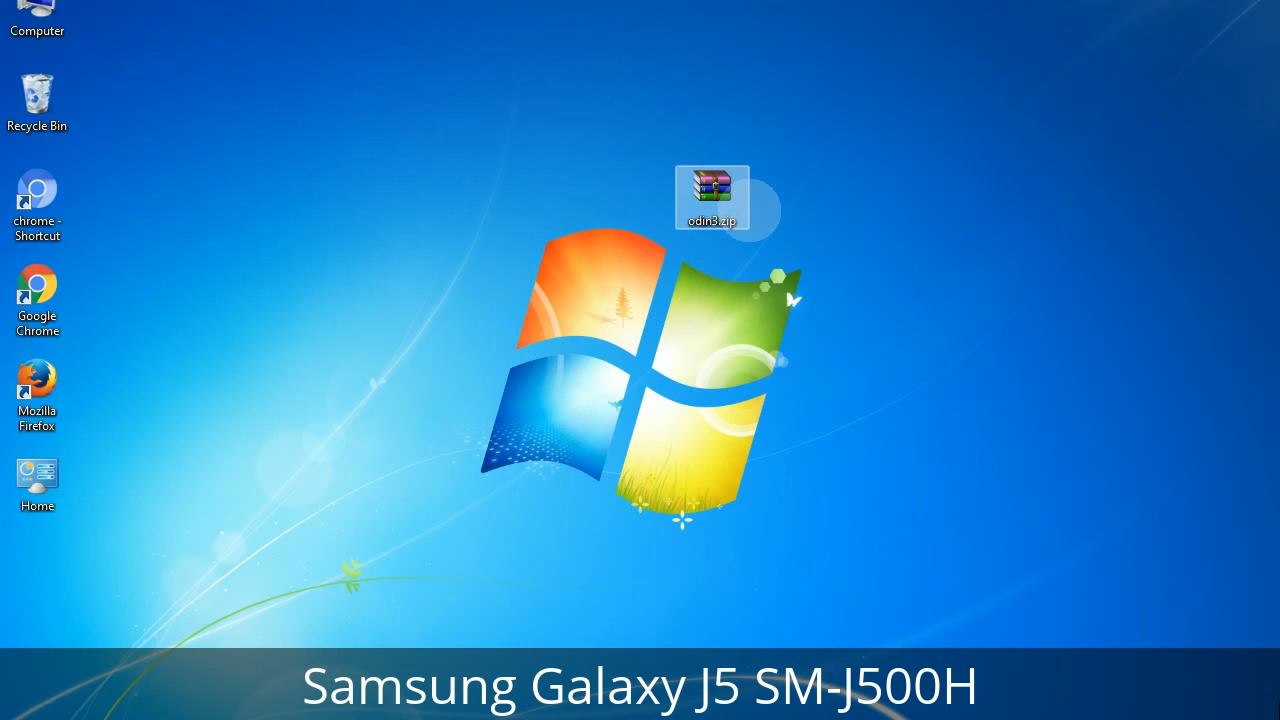 Computer
Recycle Bin
chrome -
Shortcut
Google
Chrome
Mozilla
Firefox
Home
odin3.zip
Samsung Galaxy J5 SM-J500H